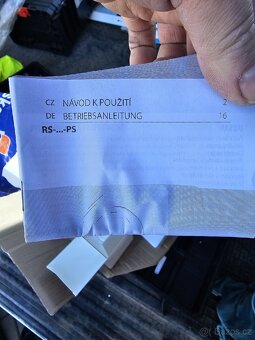 CZ NÁVOD K POUŽITÍ 2
DE BETRIEBSANLEITUNG 16
RS-...-PS